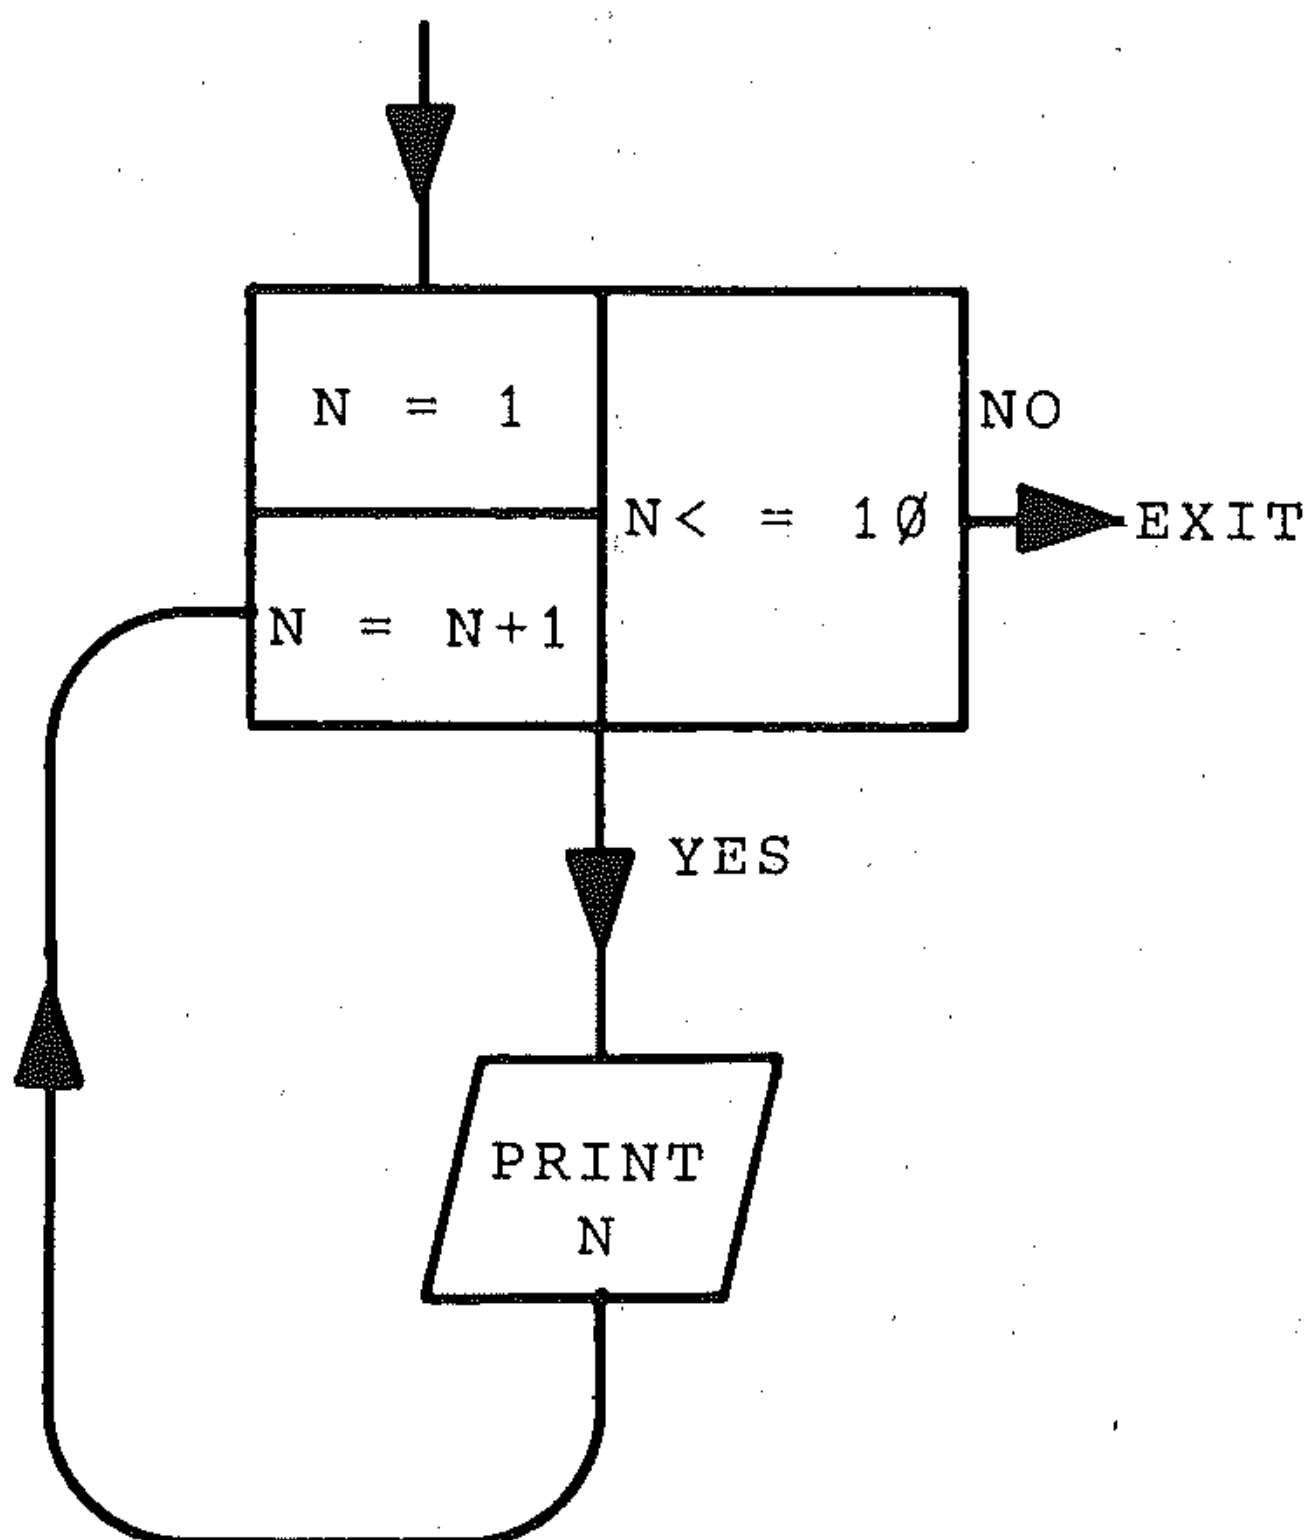 N = 1
NO
N< = 1Ø
EXIT
N = N+1
YES
PRINT
N